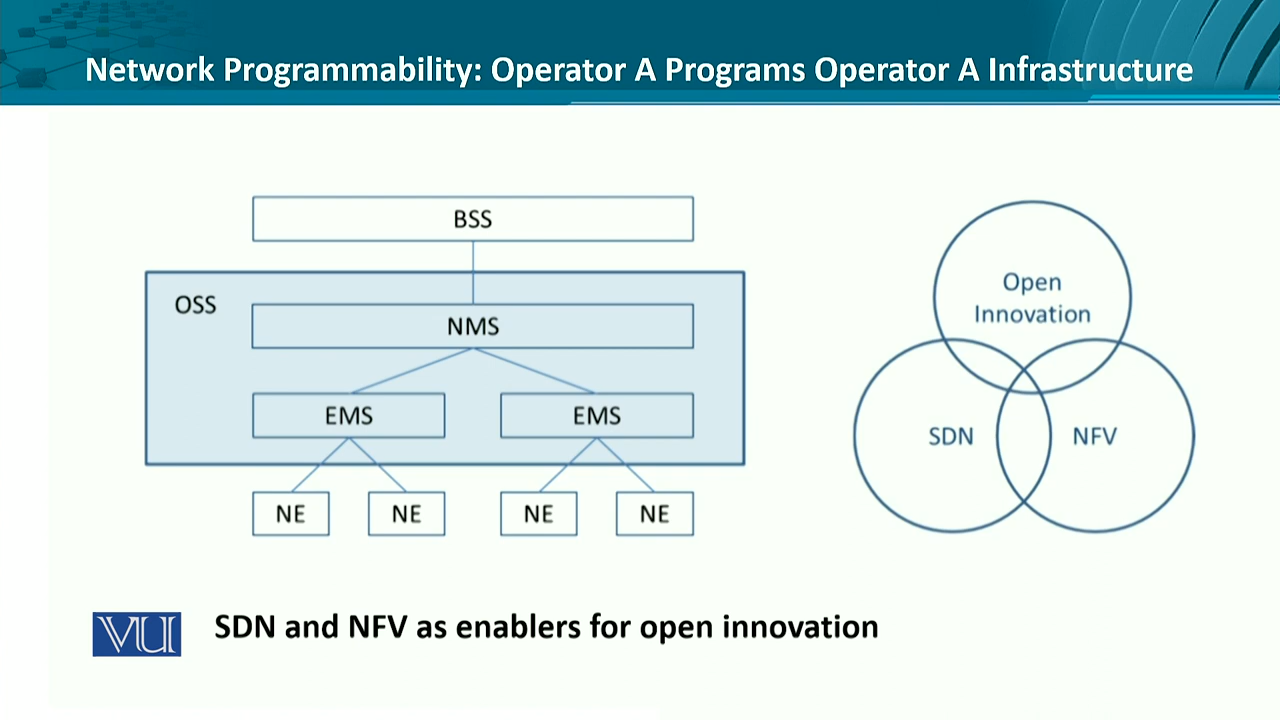 Network Programmability: Operator A Programs Operator A Infrastructure
BSS
OSS
NMS
EMS EMS
NE NE NE NE
Open
Innovation
SDN NFV
VU
SDN and NFV as enablers for open innovation